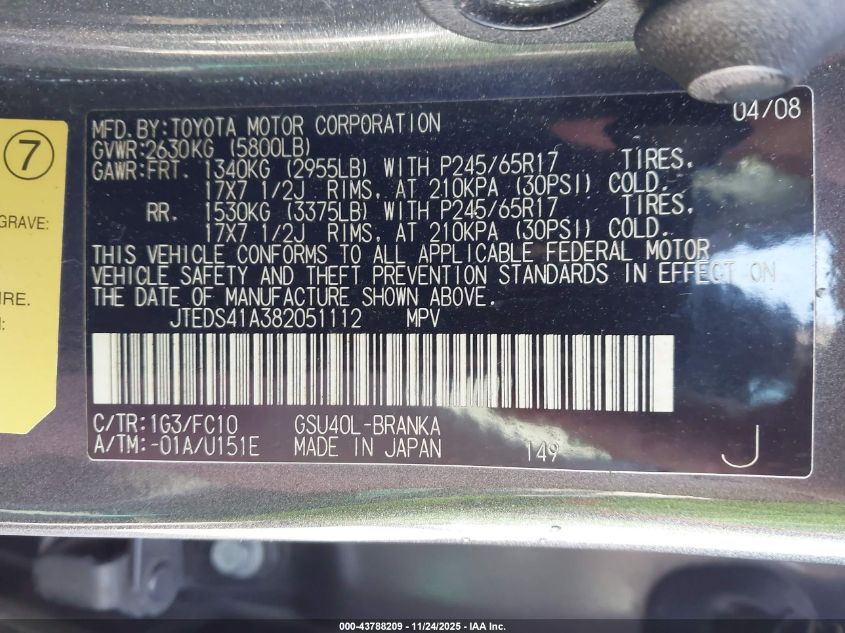 04/08
MFD.BY:TOYOTA MOTOR CORPORATION
GVWR:2630KG (5800LB)
GAWR:FRT. 1340KG (2955LB) WITH P245/65R17 TIRES,
17X7 1/2J RIMS, AT 210KPA (30PSI) COLD.
RR. 1530KG (3375LB) WITH P245/65R17 TIRES,
17X7 1/2J RIMS, AT 210KPA (30PSI) COLD.
THIS VEHICLE CONFORMS TO ALL APPLICABLE FEDERAL MOTOR
VEHICLE SAFETY AND THEFT PREVENTION STANDARDS IN EFFECT ON
THE DATE OF MANUFACTURE SHOWN ABOVE.
JTEDS41A382051112 MPV
C/TR:1G3/FC10 GSU40L-BRANKA
A/TM:-01A/U151E MADE IN JAPAN 149 J
7
GRAVE:
URE.
000-43788209 - 11/24/2025 - IAA Inc.